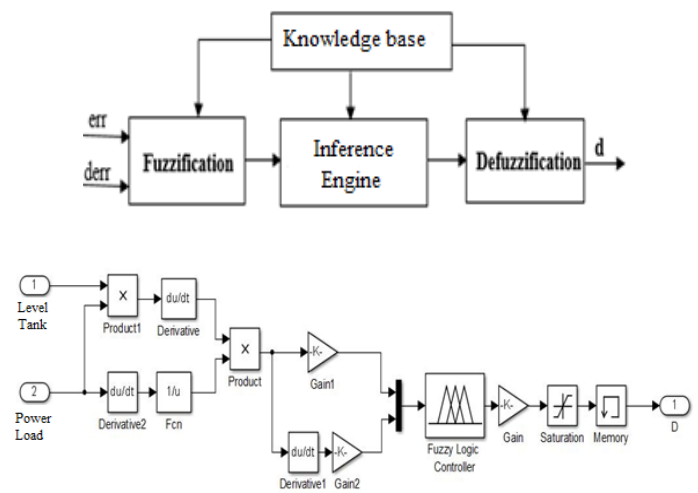 Knowledge base
err
derr
Fuzzification
Inference
Engine
Defuzzification
d
1
Level
Tank
X
Product1
du/dt
Derivative
2
Power
Load
du/dt
Derivative2
1/u
Fcn
X
Product
-K-
Gain1
du/dt
Derivative1
-K-
Gain2
Fuzzy Logic
Controller
-K-
Gain
Saturation
Memory
1
D